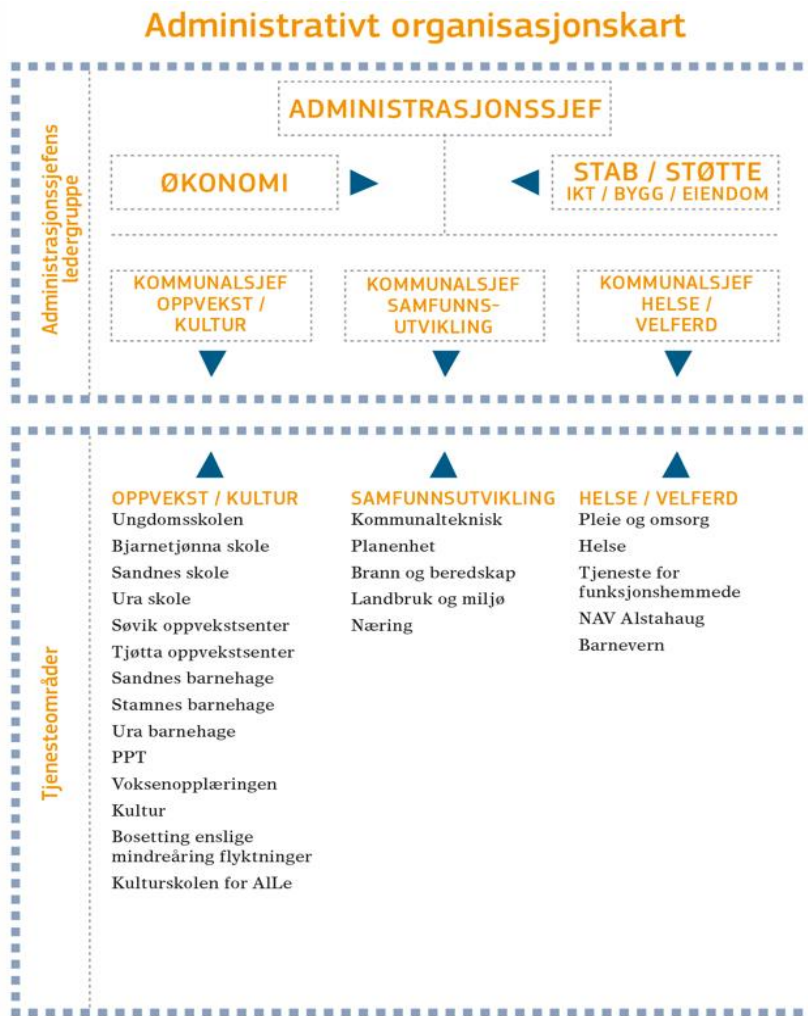 Administrativt organisasjonskart
Administrasjonssjefens
ledergruppe
ADMINISTRASJONSSJEF
ØKONOMI
STAB / STØTTE
IKT / BYGG / EIENDOM
KOMMUNALSJEF
OPPVEKST /
KULTUR
KOMMUNALSJEF
SAMFUNNS-
UTVIKLING
KOMMUNALSJEF
HELSE /
VELFERD
Tjenesteområder
OPPVEKST / KULTUR
Ungdomsskolen
Bjarnetjønna skole
Sandnes skole
Ura skole
Søvik oppvekstsenter
Tjøtta oppvekstsenter
Sandnes barnehage
Stamnes barnehage
Ura barnehage
PPT
Voksenopplæringen
Kultur
Bosetting enslige
mindreåring flyktninger
Kulturskolen for AlLe
SAMFUNNSUTVIKLING
Kommunalteknisk
Planenhet
Brann og beredskap
Landbruk og miljø
Næring
HELSE / VELFERD
Pleie og omsorg
Helse
Tjeneste for
funksjonshemmede
NAV Alstahaug
Barnevern